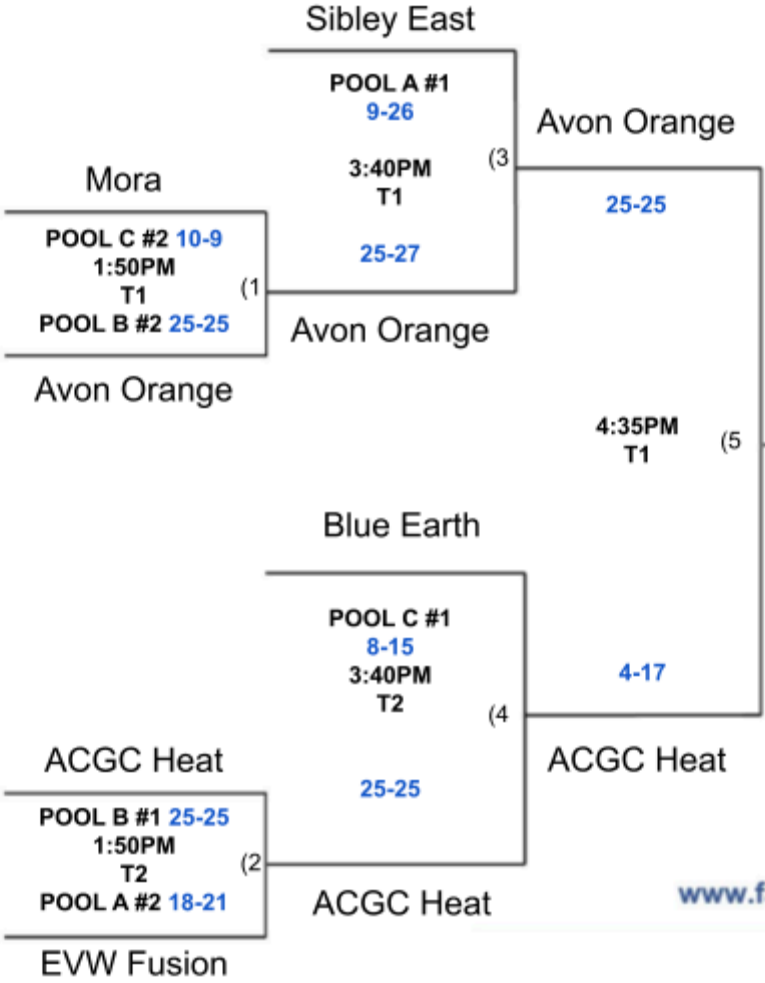 Sibley East
POOL A #1
9-26
Avon Orange
3:40PM
(3
T1
Mora
25-25
POOL C #2 10-9
25-27
1:50PM
T1
(1
POOL B #2 25-25
Avon Orange
Avon Orange
4:35PM
(5
T1
Blue Earth
POOL C #1
8-15
3:40PM
4-17
T2
(4
ACGC Heat
ACGC Heat
25-25
POOL B #1 25-25
1:50PM
T2
(2
POOL A #2 18-21
ACGC Heat
www.f
EVW Fusion